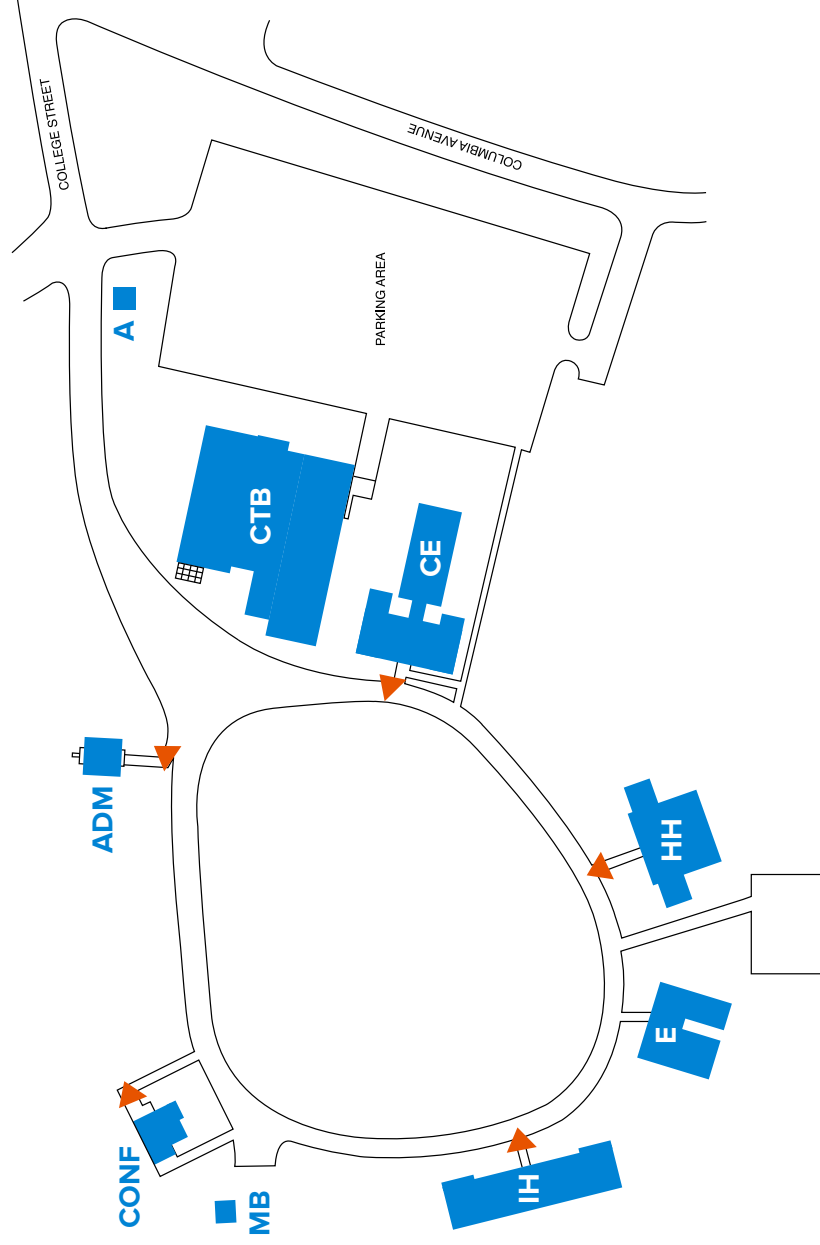 COLLEGE STREET
COLUMBIA AVENUE
PARKING AREA
A
CTB
CE
ADM
HH
E
CONF
IH
MB